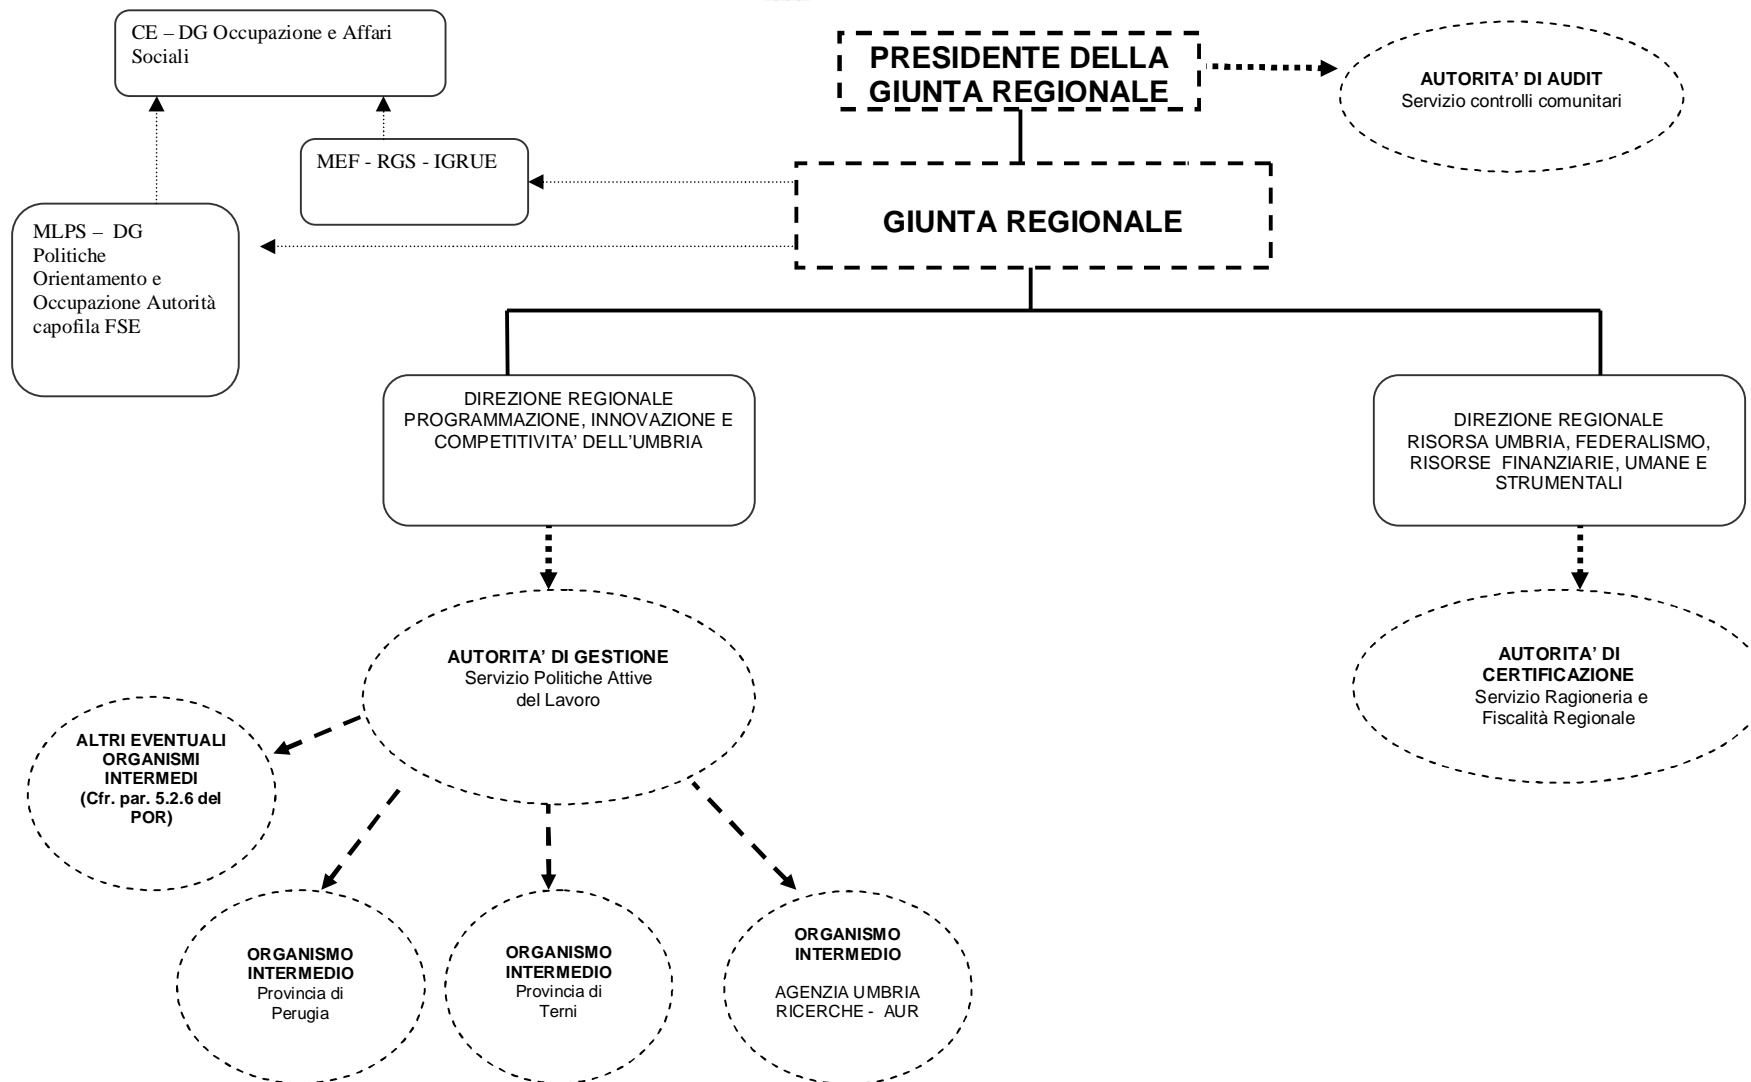 CE – DG Occupazione e Affari
Sociali
PRESIDENTE DELLA
GIUNTA REGIONALE
AUTORITA’ DI AUDIT
Servizio controlli comunitari
MEF - RGS - IGRUE
GIUNTA REGIONALE
MLPS – DG
Politiche
Orientamento e
Occupazione Autorità
capofila FSE
DIREZIONE REGIONALE
PROGRAMMAZIONE, INNOVAZIONE E
COMPETITIVITA’ DELL’UMBRIA
DIREZIONE REGIONALE
RISORSA UMBRIA, FEDERALISMO,
RISORSE FINANZIARIE, UMANE E
STRUMENTALI
AUTORITA’ DI GESTIONE
Servizio Politiche Attive
del Lavoro
AUTORITA’ DI
CERTIFICAZIONE
Servizio Ragioneria e
Fiscalità Regionale
ALTRI EVENTUALI
ORGANISMI
INTERMEDI
(Cfr. par. 5.2.6 del
POR)
ORGANISMO
INTERMEDIO
Provincia di
Perugia
ORGANISMO
INTERMEDIO
Provincia di
Terni
ORGANISMO
INTERMEDIO
AGENZIA UMBRIA
RICERCHE - AUR